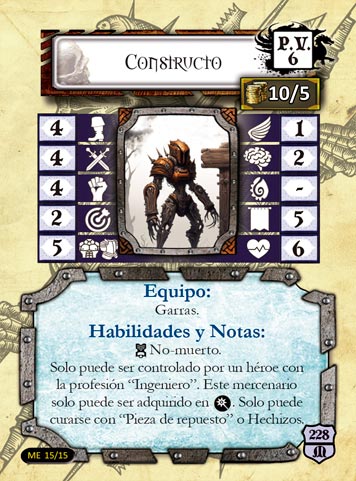 Constructo
P.V.
6
10/5
4 1
4 2
4 -
2 5
5 6
Equipo:
Garras.
Habilidades y Notas:
No-muerto.
Solo puede ser controlado por un héroe con
la profesión “Ingeniero”. Este mercenario
solo puede ser adquirido en . Solo puede
curarse con “Pieza de repuesto” o Hechizos.
ME 15/15
228
M